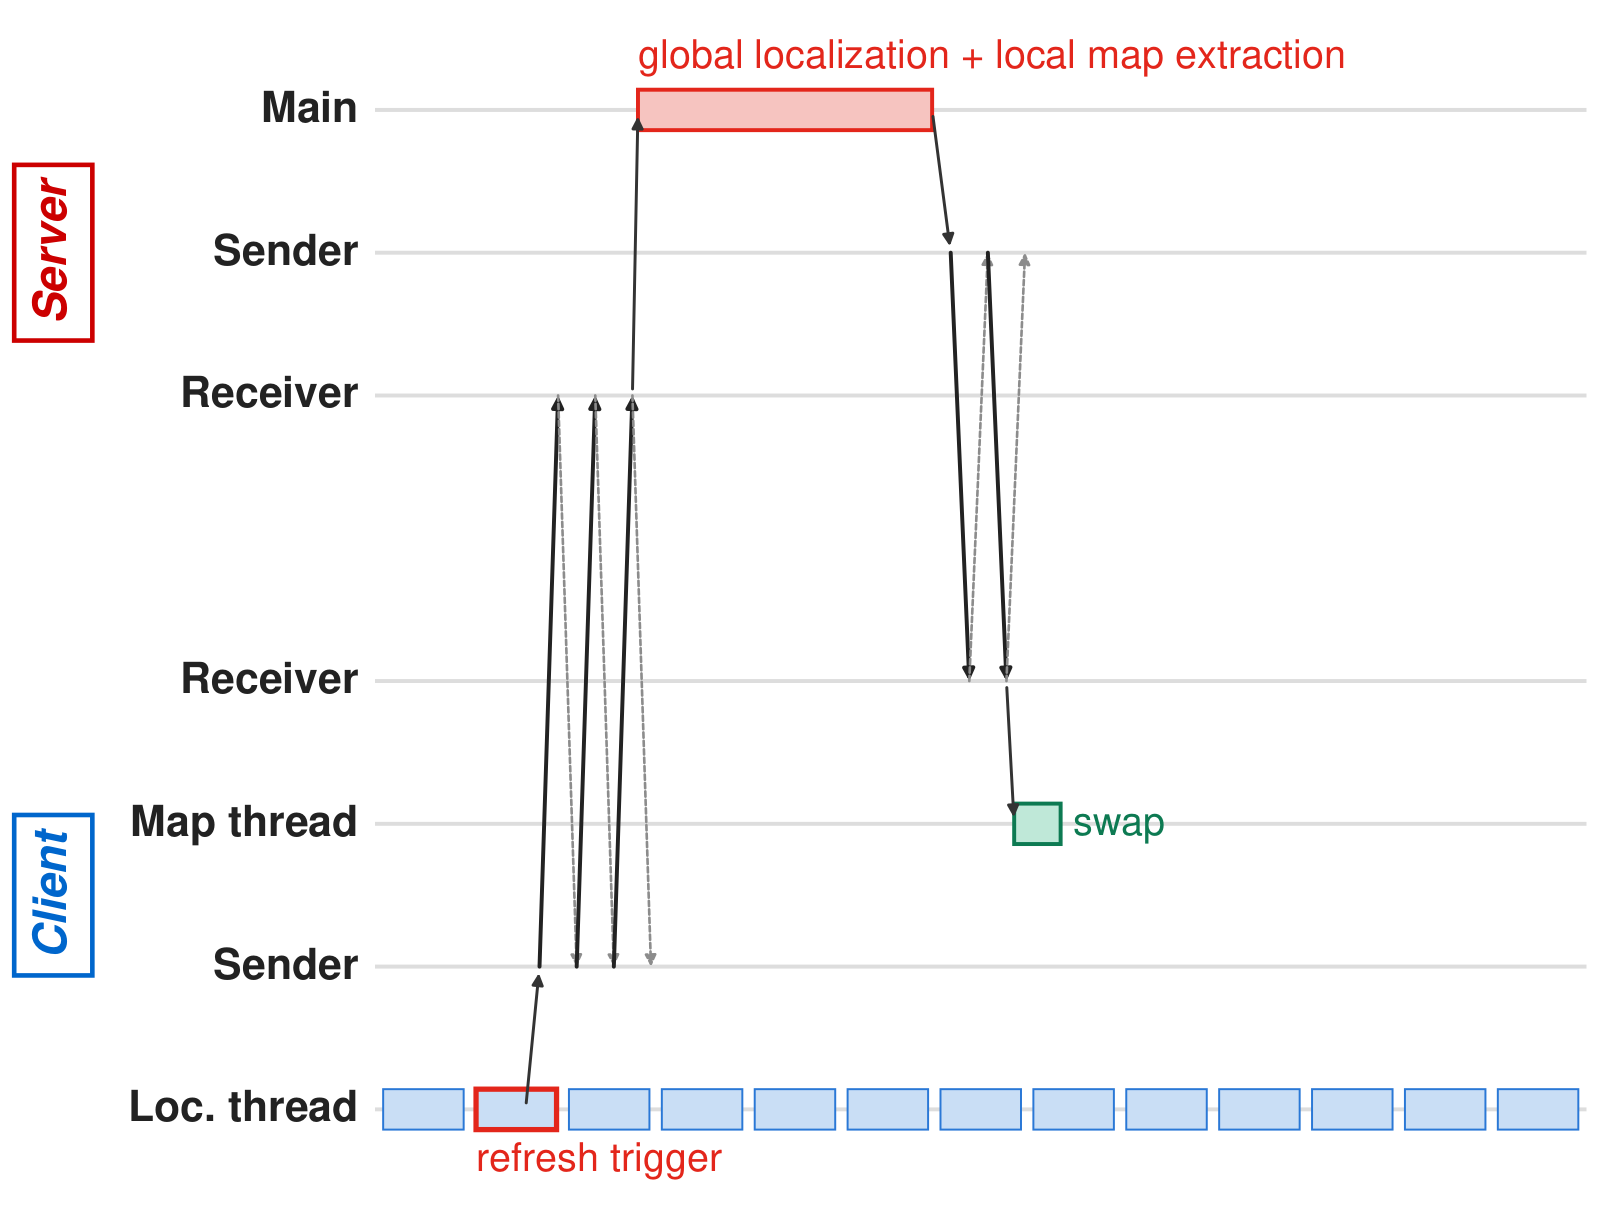 global localization + local map extraction
Main
Server
Sender
Receiver
Receiver
Map thread
swap
Client
Sender
Loc. thread
refresh trigger